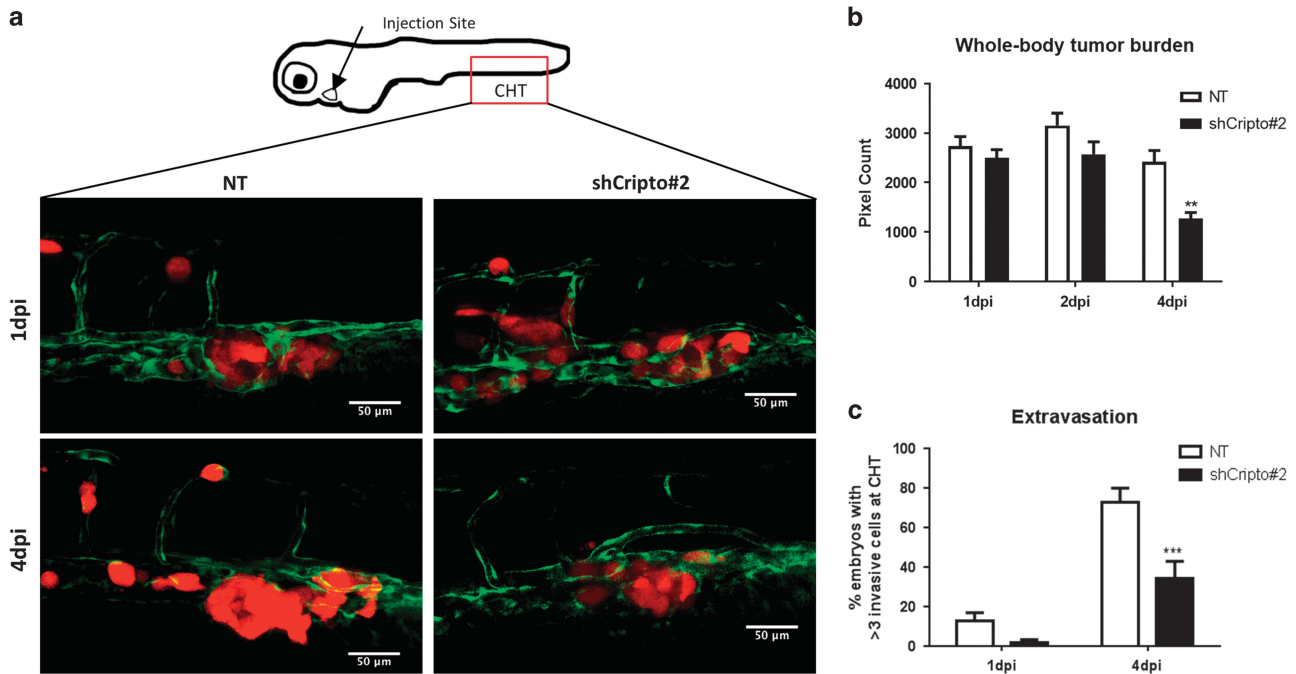 a
Injection Site
CHT
NT
shCripto#2
1dpi
50 µm
50 µm
4dpi
50 µm
50 µm
b
Whole-body tumor burden
Pixel Count
4000
3000
2000
1000
0
NT
shCripto#2
**
1dpi
2dpi
4dpi
c
Extravasation
% embryos with
>3 invasive cells at CHT
100
80
60
40
20
0
NT
shCripto#2
***
1dpi
4dpi